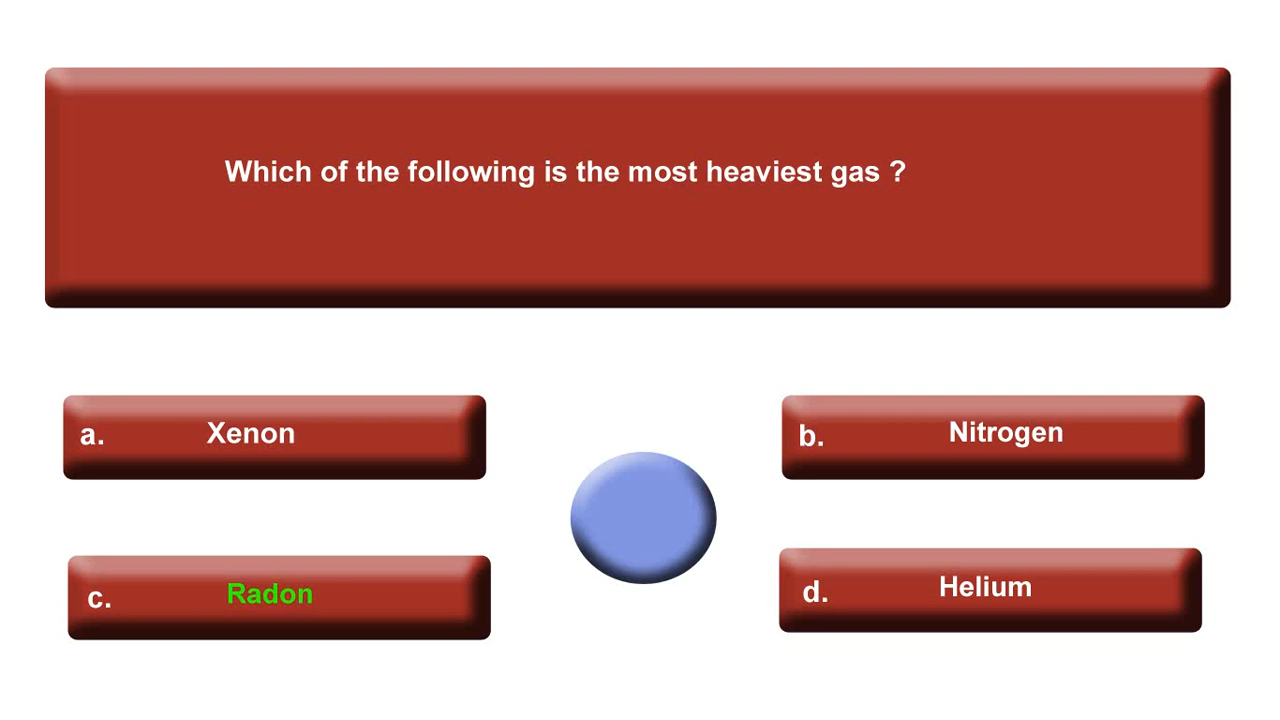 Which of the following is the most heaviest gas ?
a. Xenon
b. Nitrogen
c. Radon
d. Helium